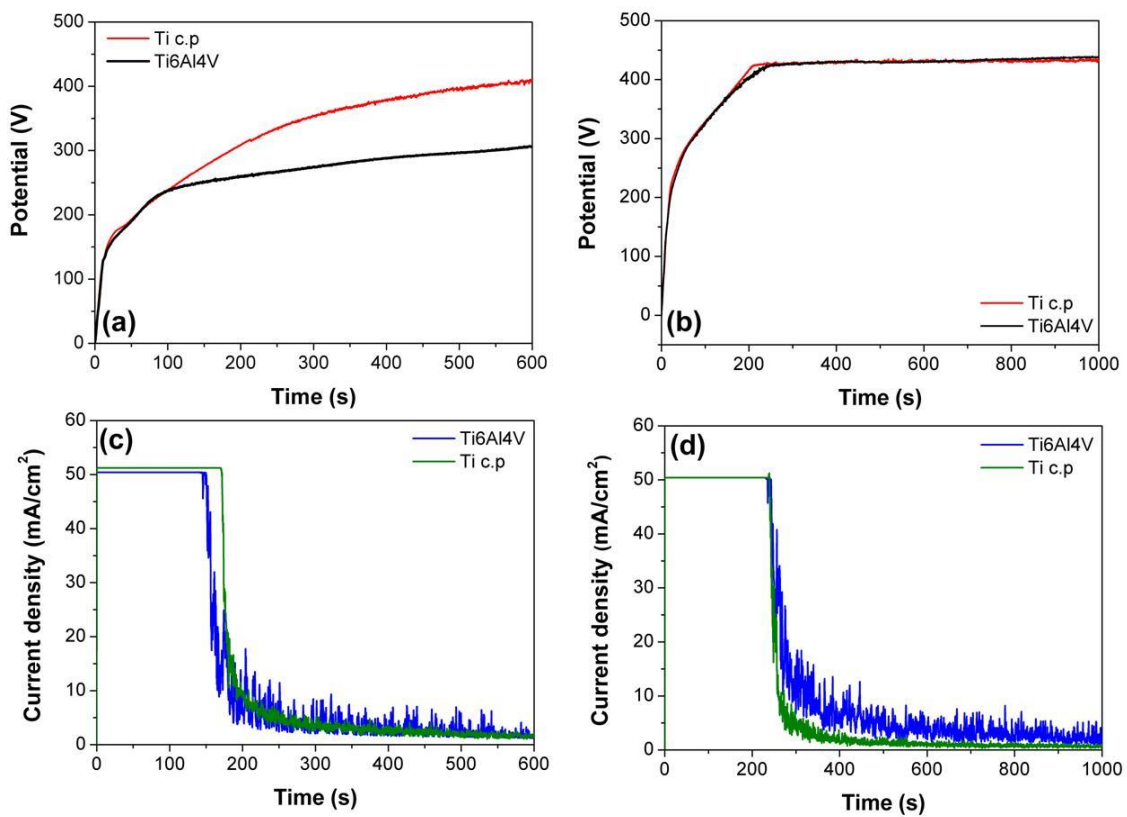 500
400
300
200
100
0
Potential (V)
Ti c.p
Ti6Al4V
(a)
0 100 200 300 400 500 600
Time (s)
500
400
300
200
100
0
Potential (V)
Ti c.p
Ti6Al4V
(b)
0 200 400 600 800 1000
Time (s)
60
50
40
30
20
10
0
Current density (mA/cm²)
(c)
Ti6Al4V
Ti c.p
0 100 200 300 400 500 600
Time (s)
60
50
40
30
20
10
0
Current density (mA/cm²)
(d)
Ti6Al4V
Ti c.p
0 200 400 600 800 1000
Time (s)